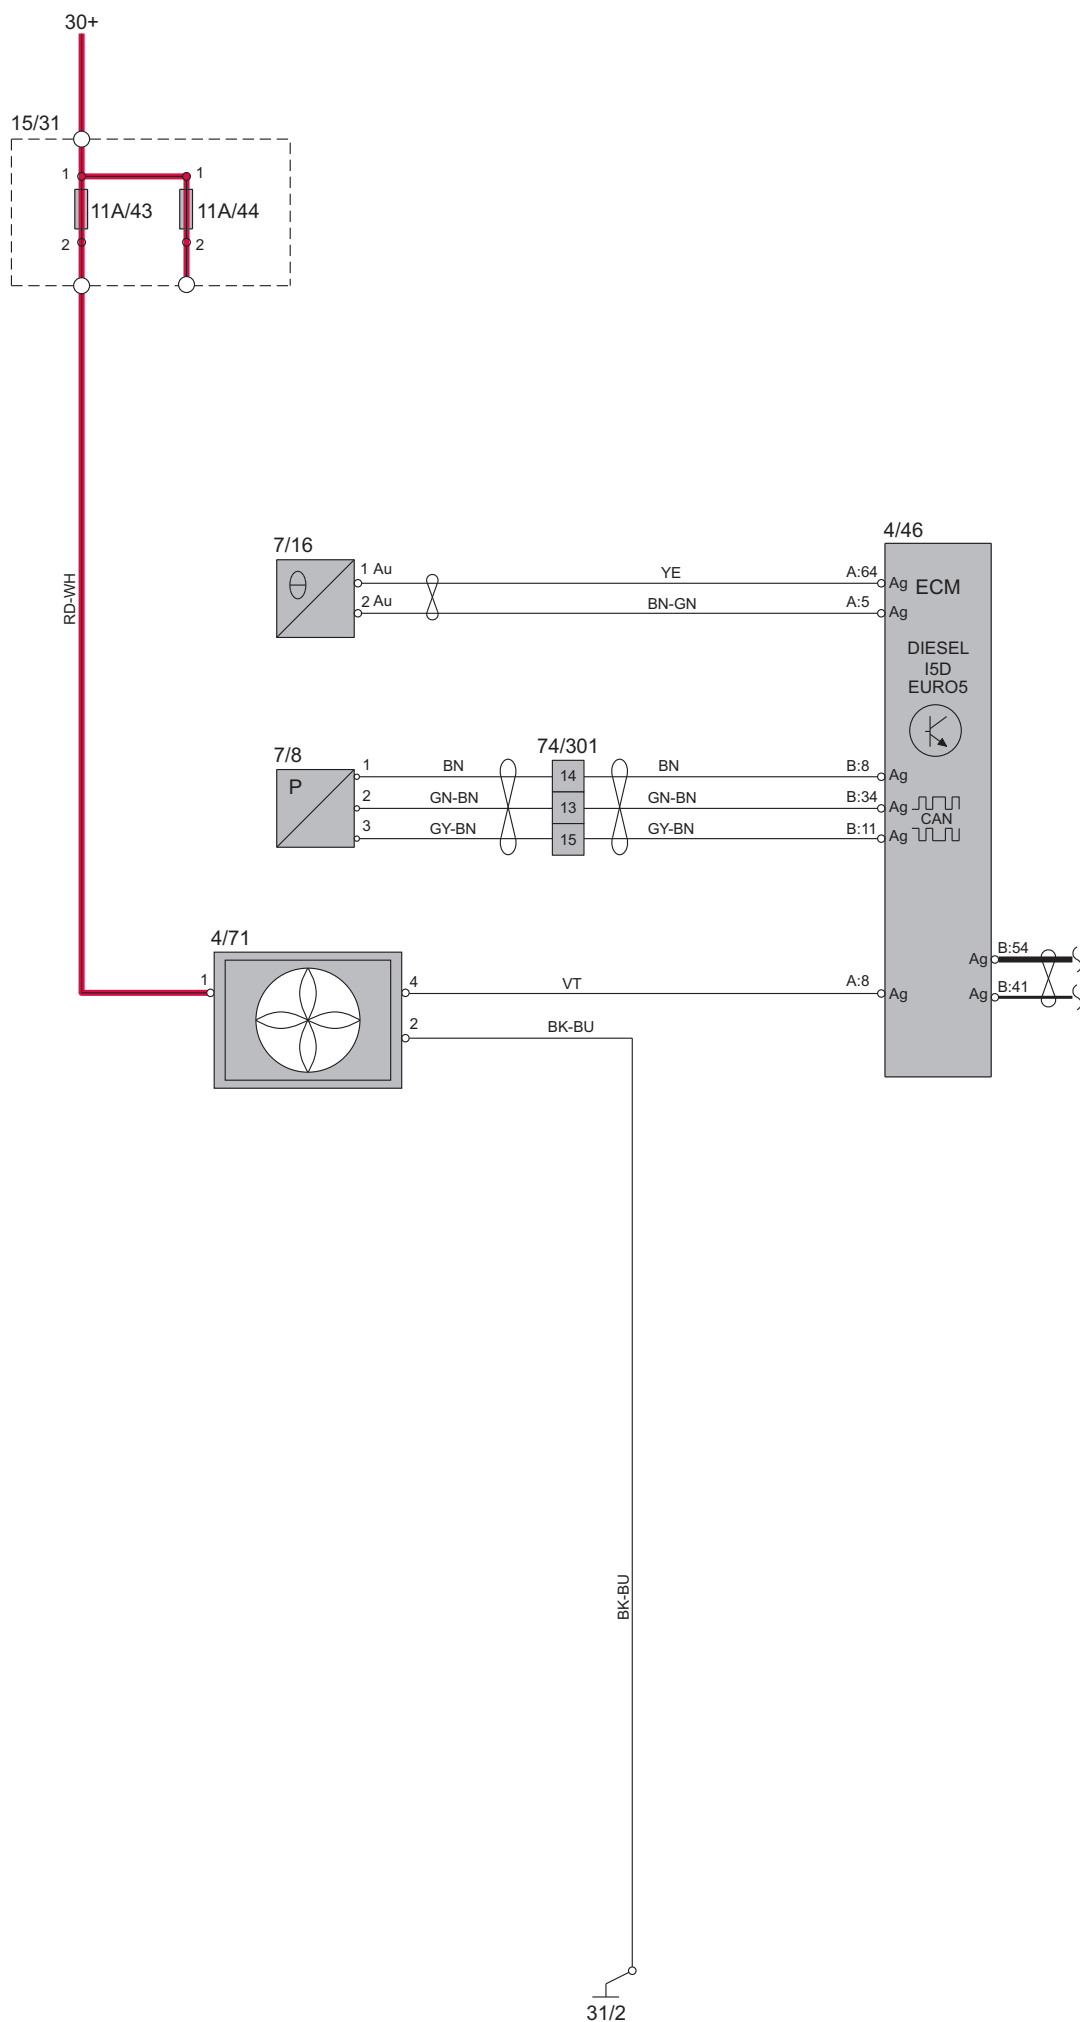 30+
15/31
1
1
11A/43
11A/44
2
2
RD-WH
4/46
7/16
1 Au
YE
A:64
Ag
ECM
2 Au
BN-GN
A:5
Ag
DIESEL
I5D
EURO5
74/301
7/8
P
1
BN
14
BN
B:8
Ag
2
GN-BN
13
GN-BN
B:34
Ag
CAN
3
GY-BN
15
GY-BN
B:11
Ag
4/71
Ag
B:54
1
4
VT
A:8
Ag
Ag
B:41
2
BK-BU
BK-BU
31/2